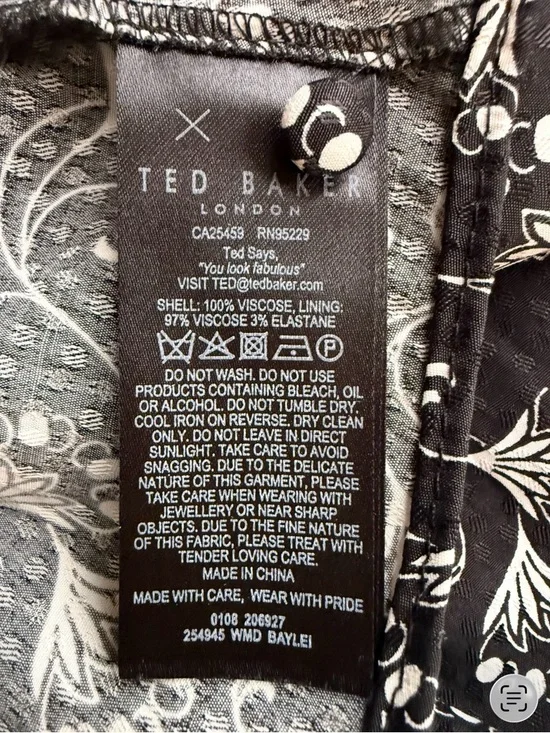 TED BAKER
LONDON
CA25459 RN95229
Ted Says,
"You look fabulous"
VISIT TED@tedbaker.com
SHELL: 100% VISCOSE, LINING:
97% VISCOSE 3% ELASTANE
P
DO NOT WASH. DO NOT USE
PRODUCTS CONTAINING BLEACH, OIL
OR ALCOHOL. DO NOT TUMBLE DRY.
COOL IRON ON REVERSE. DRY CLEAN
ONLY. DO NOT LEAVE IN DIRECT
SUNLIGHT. TAKE CARE TO AVOID
SNAGGING. DUE TO THE DELICATE
NATURE OF THIS GARMENT, PLEASE
TAKE CARE WHEN WEARING WITH
JEWELLERY OR NEAR SHARP
OBJECTS. DUE TO THE FINE NATURE
OF THIS FABRIC, PLEASE TREAT WITH
TENDER LOVING CARE.
MADE IN CHINA
MADE WITH CARE, WEAR WITH PRIDE
0108 206927
254945 WMD BAYLEI